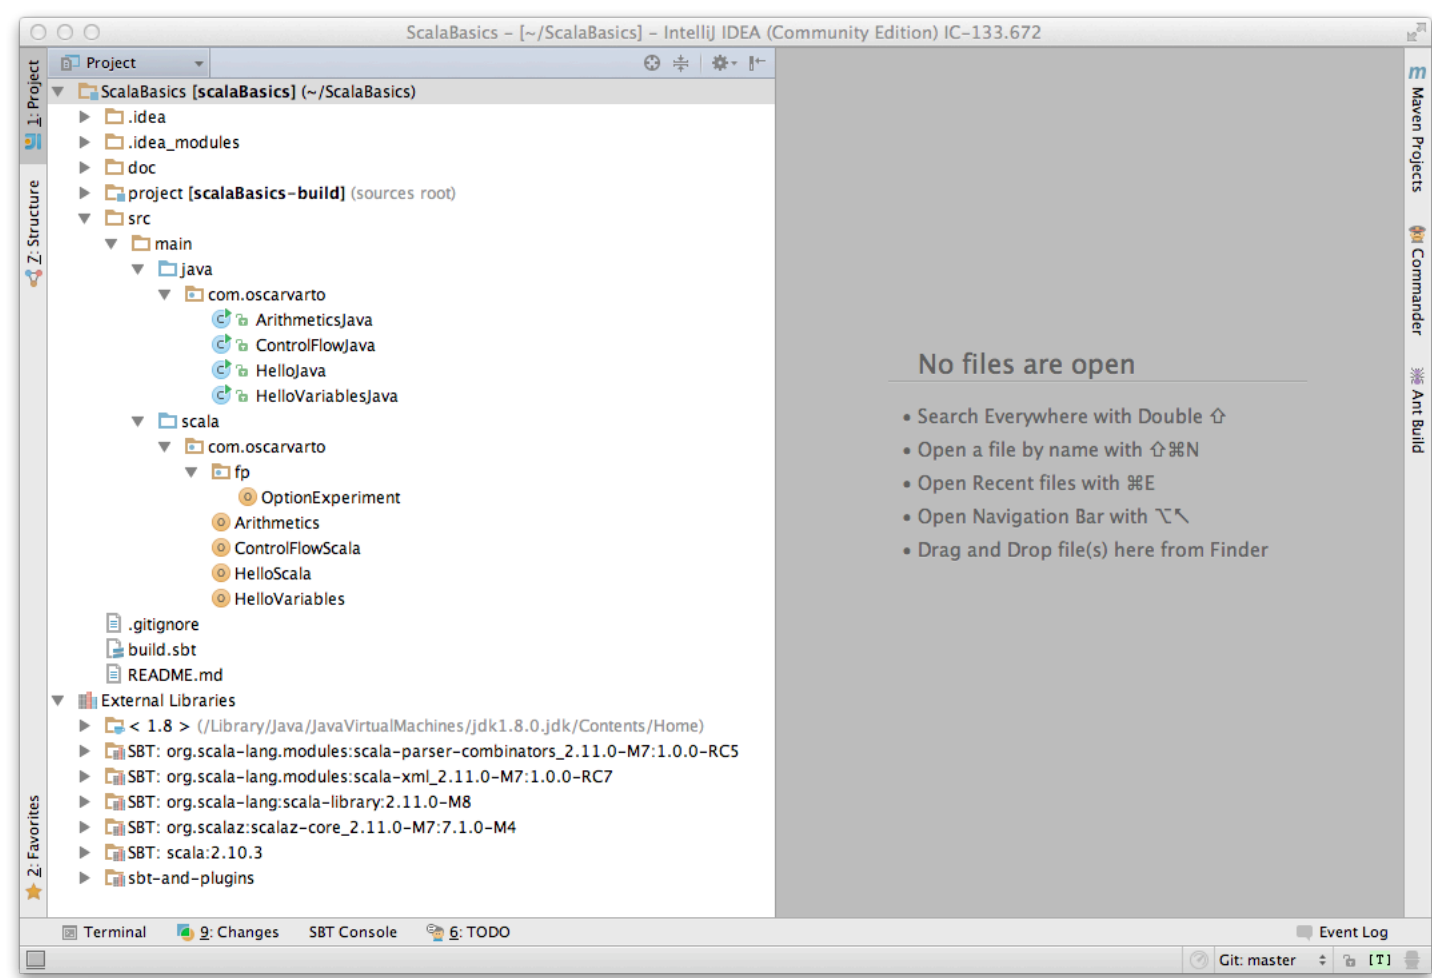 ScalaBasics – [~/ScalaBasics] – IntelliJ IDEA (Community Edition) IC-133.672
1: Project
7: Structure
2: Favorites
Project
ScalaBasics [scalaBasics] (~/ScalaBasics)
.idea
.idea_modules
doc
project [scalaBasics-build] (sources root)
src
main
java
com.oscarvarto
C ArithmeticsJava
C ControlFlowJava
C HelloJava
C HelloVariablesJava
scala
com.oscarvarto
fp
O OptionExperiment
O Arithmetics
O ControlFlowScala
O HelloScala
O HelloVariables
.gitignore
build.sbt
README.md
External Libraries
< 1.8 > (/Library/Java/JavaVirtualMachines/jdk1.8.0.jdk/Contents/Home)
SBT: org.scala-lang.modules:scala-parser-combinators_2.11.0-M7:1.0.0-RC5
SBT: org.scala-lang.modules:scala-xml_2.11.0-M7:1.0.0-RC7
SBT: org.scala-lang:scala-library:2.11.0-M8
SBT: org.scalaz:scalaz-core_2.11.0-M7:7.1.0-M4
SBT: scala:2.10.3
sbt-and-plugins
No files are open
• Search Everywhere with Double ⇧
• Open a file by name with ⇧⌘N
• Open Recent files with ⌘E
• Open Navigation Bar with ⌥↖
• Drag and Drop file(s) here from Finder
m Maven Projects
Commander
Ant Build
Terminal
9: Changes
SBT Console
6: TODO
Event Log
Git: master
[T]